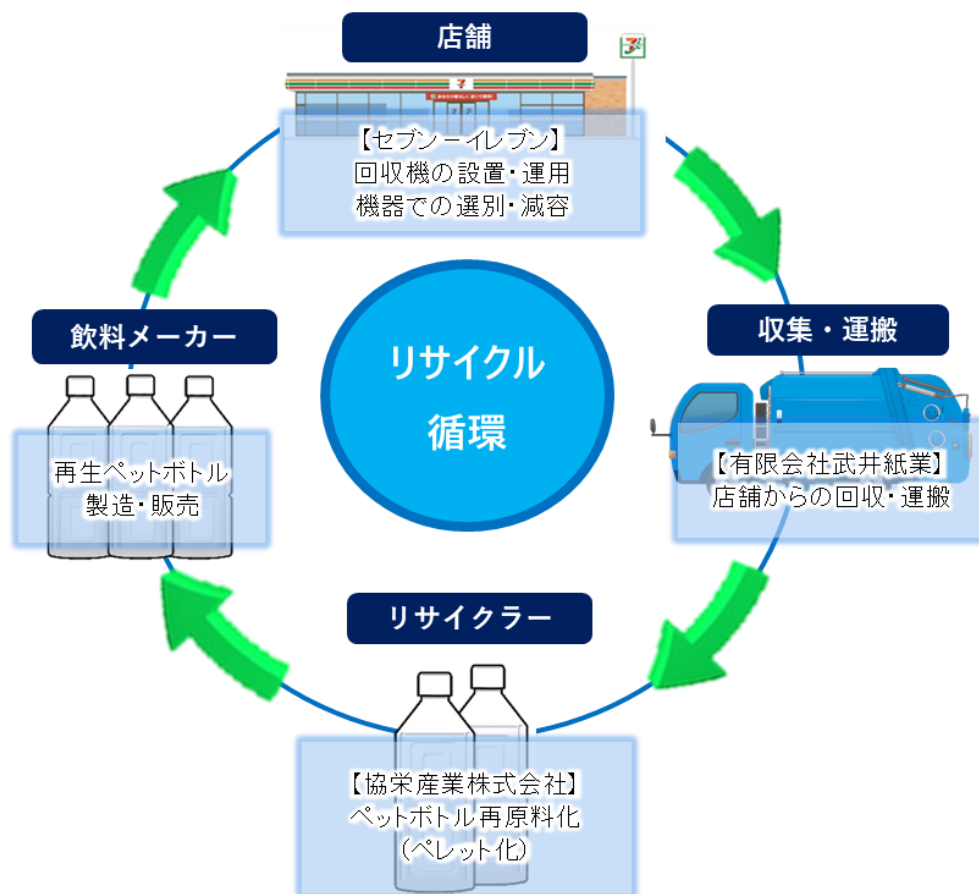 店舗
【セブン－イレブン】
回収機の設置・運用
機器での選別・減容
収集・運搬
【有限会社武井紙業】
店舗からの回収・運搬
リサイクラー
【協栄産業株式会社】
ペットボトル再原料化
（ペレット化）
飲料メーカー
再生ペットボトル
製造・販売
リサイクル
循環